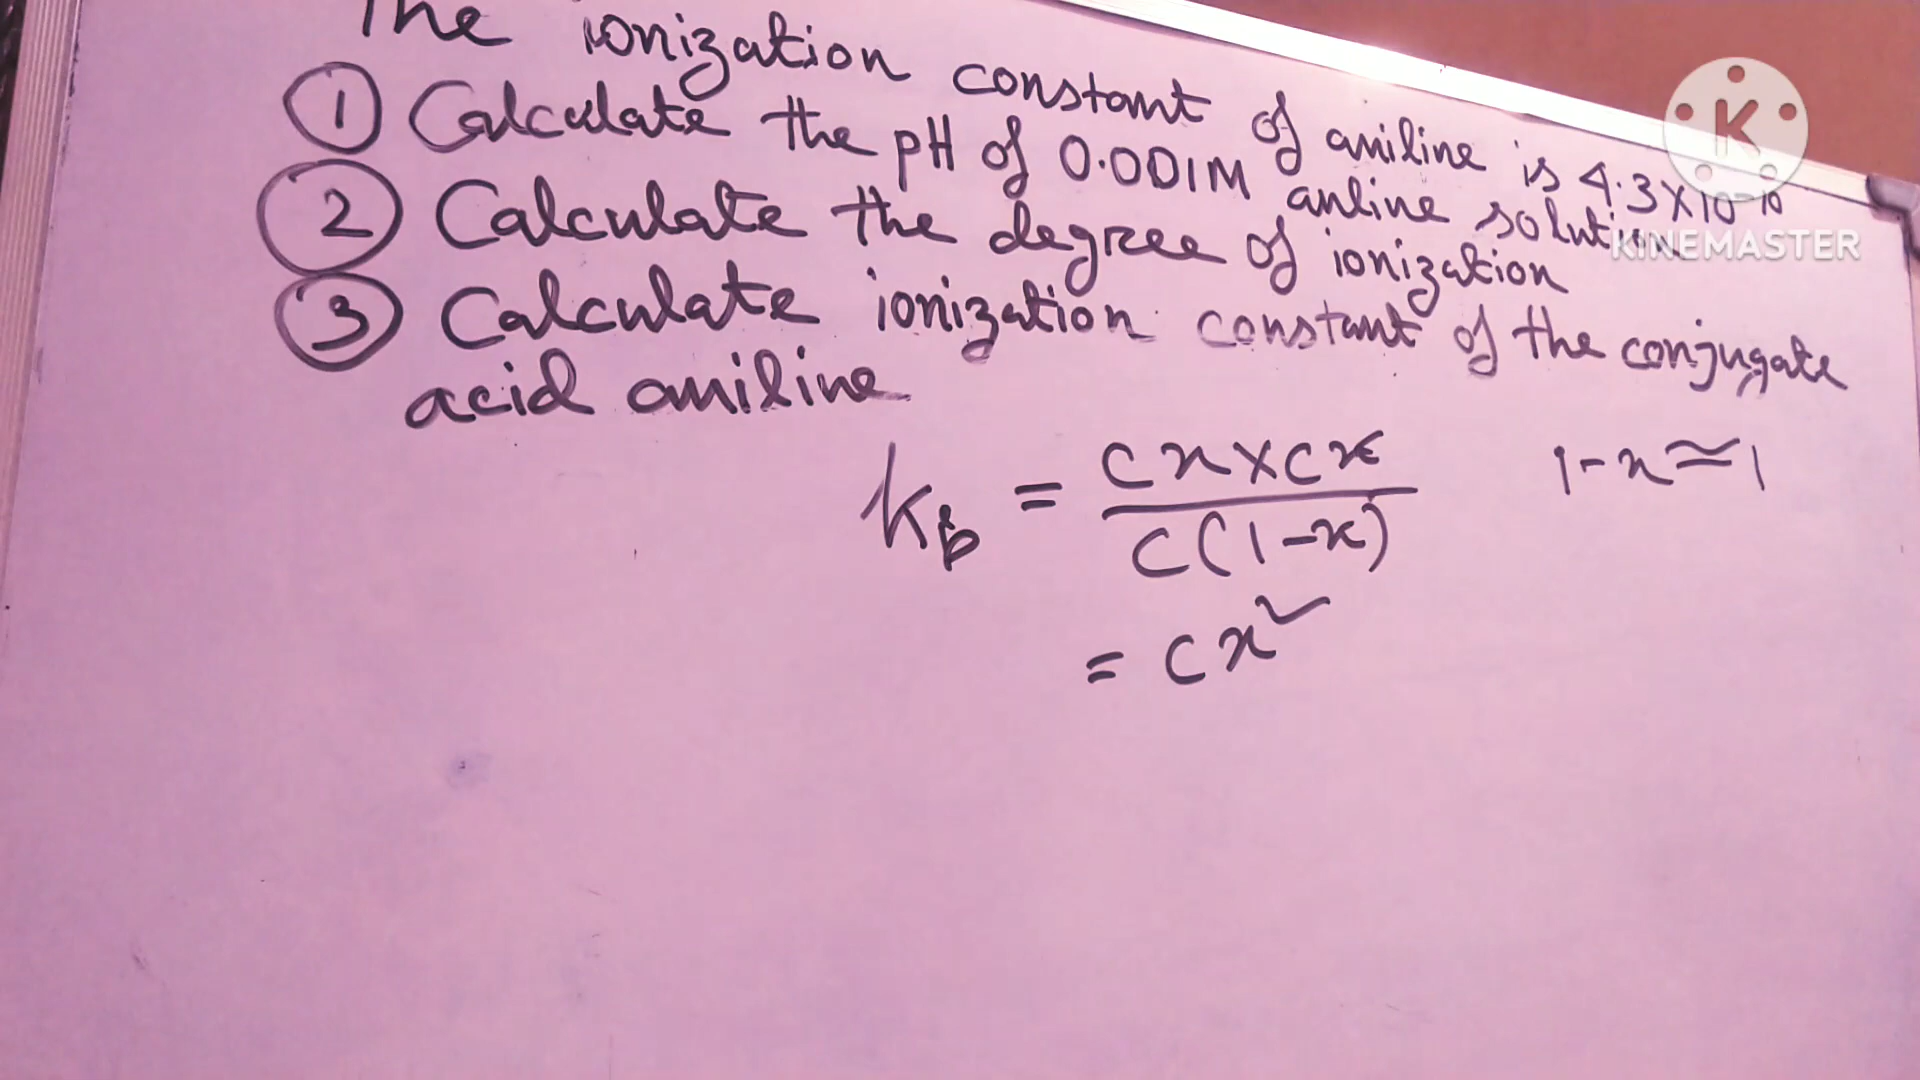 The ionization constant of aniline is 4.3×10⁻¹⁰
① Calculate the pH of 0.001M anline solution
② Calculate the degree of ionization
③ Calculate ionization constant of the conjugate
acid aniline
K_b = cx×cx / c(1-x) 1-x≃1
= cx²
K
KINEMASTER